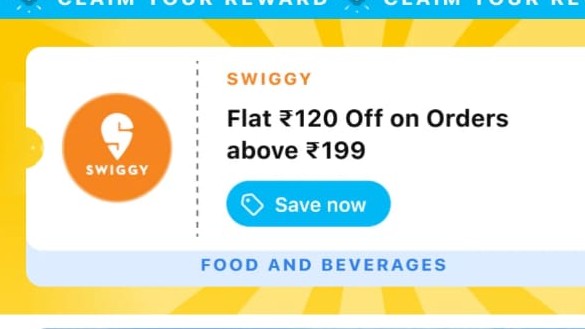 CLAIM YOUR REWARD CLAIM YOUR RE
SWIGGY
Flat ₹120 Off on Orders
above ₹199
SWIGGY
Save now
FOOD AND BEVERAGES